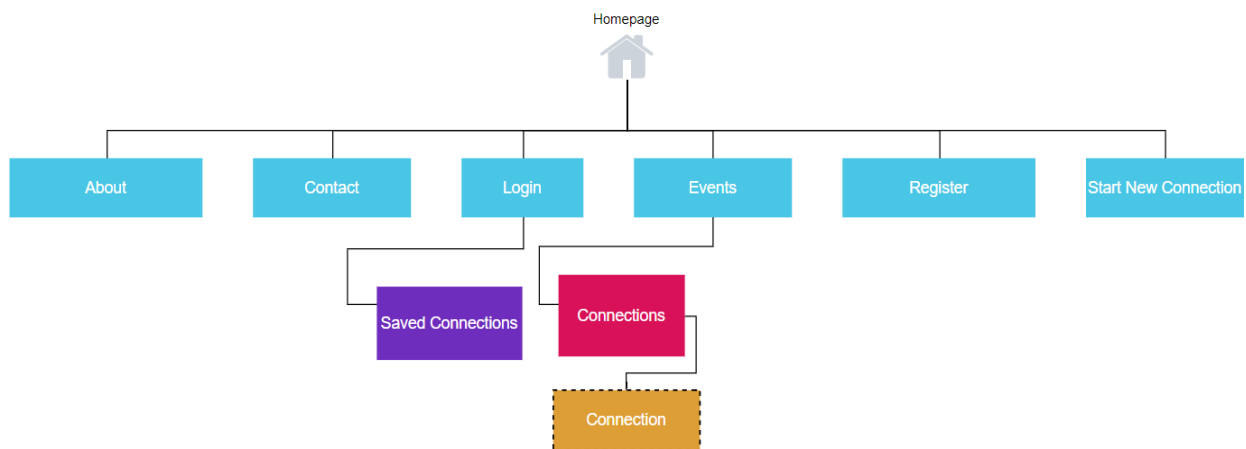 Homepage
About
Contact
Login
Events
Register
Start New Connection
Saved Connections
Connections
Connection